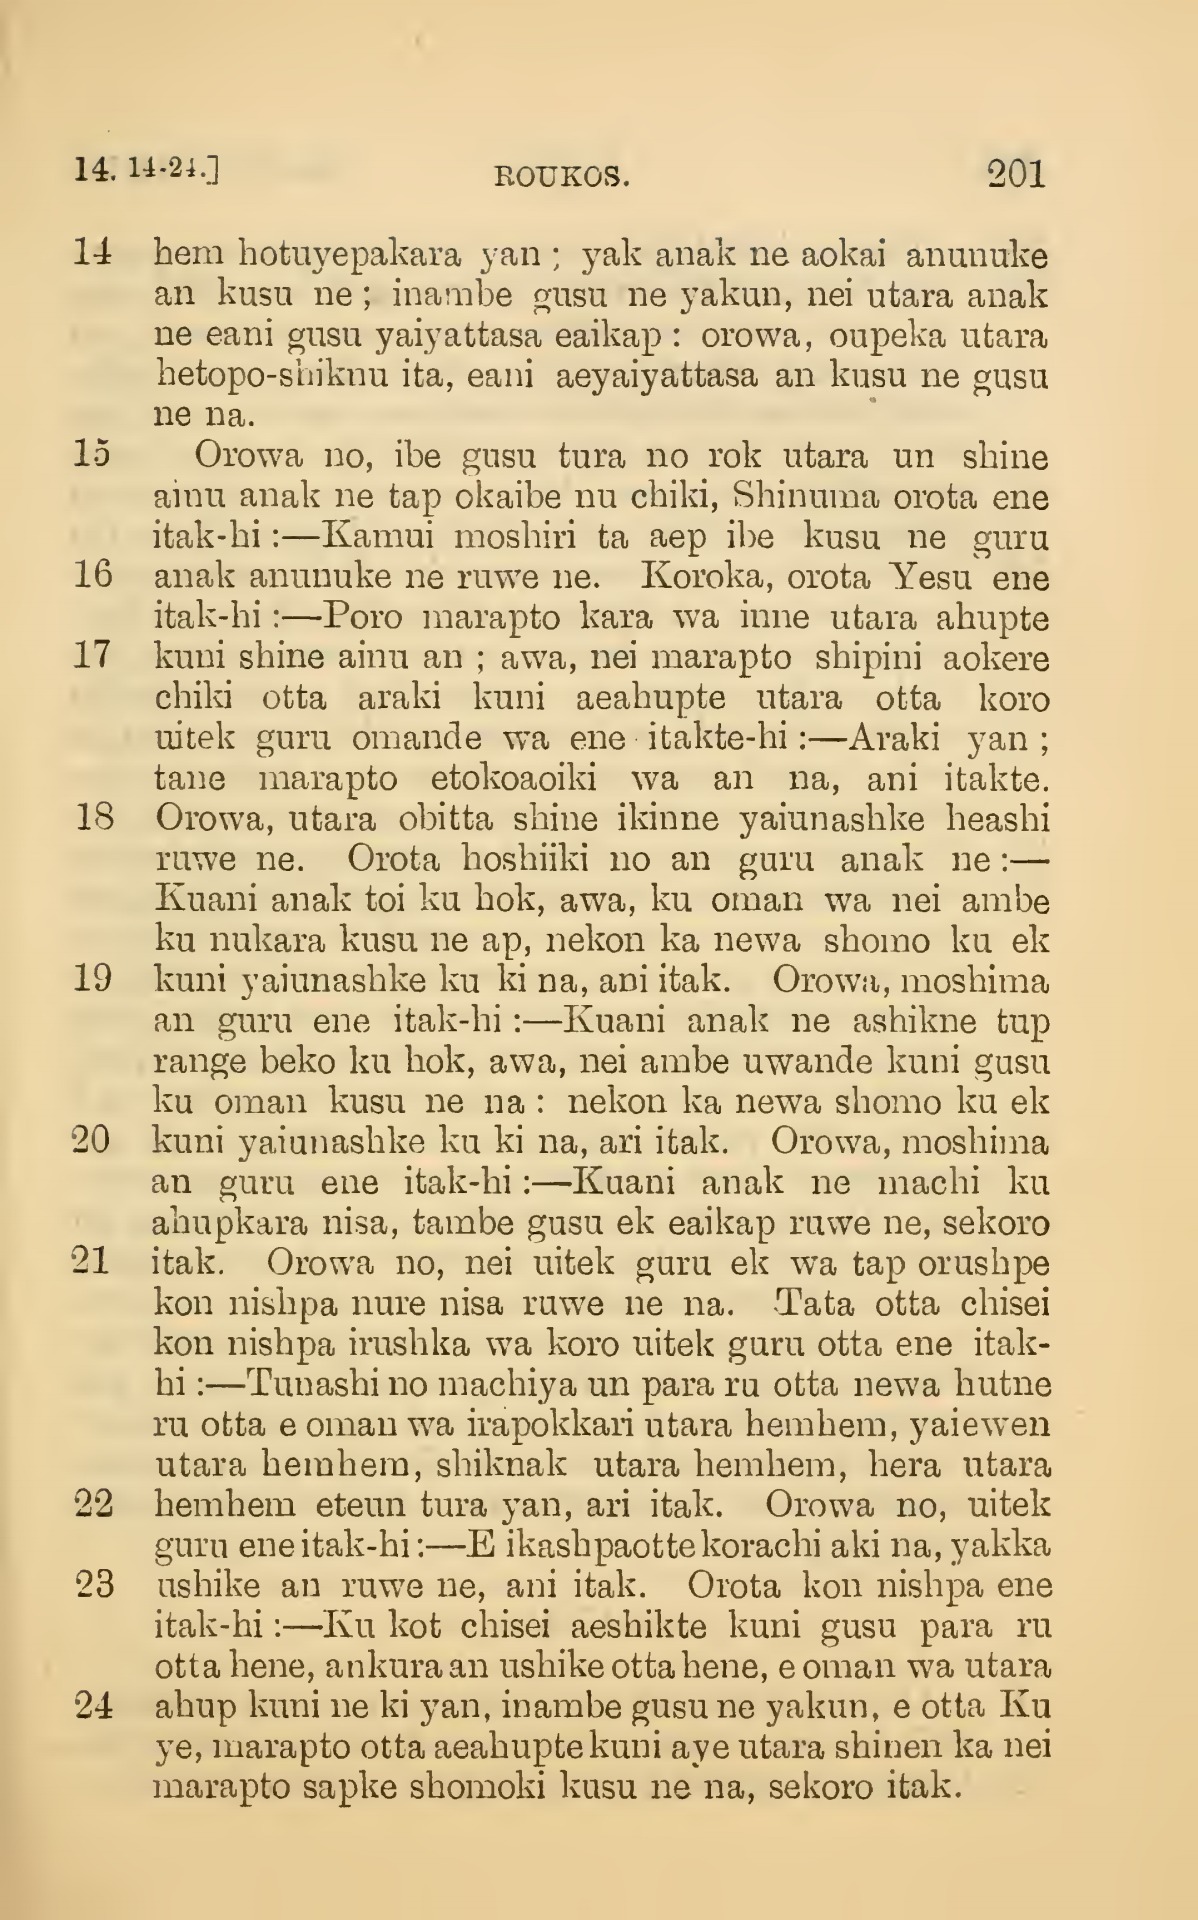 14. 14-24.] ROUKOS. 201
14 hem hotuyepakara yan ; yak anak ne aokai anunuke
an kusu ne ; inambe gusu ne yakun, nei utara anak
ne eani gusu yaiyattasa eaikap : orowa, oupeka utara
hetopo-shiknu ita, eani aeyaiyattasa an kusu ne gusu
ne na.
15 Orowa no, ibe gusu tura no rok utara un shine
ainu anak ne tap okaibe nu chiki, Shinuma orota ene
itak-hi :—Kamui moshiri ta aep ibe kusu ne guru
16 anak anunuke ne ruwe ne. Koroka, orota Yesu ene
itak-hi :—Poro marapto kara wa inne utara ahupte
17 kuni shine ainu an ; awa, nei marapto shipini aokere
chiki otta araki kuni aeahupte utara otta koro
uitek guru omande wa ene itakte-hi :—Araki yan ;
tane marapto etokoaoiki wa an na, ani itakte.
18 Orowa, utara obitta shine ikinne yaiunashke heashi
ruwe ne. Orota hoshiiki no an guru anak ne :—
Kuani anak toi ku hok, awa, ku oman wa nei ambe
ku nukara kusu ne ap, nekon ka newa shomo ku ek
19 kuni yaiunashke ku ki na, ani itak. Orowa, moshima
an guru ene itak-hi :—Kuani anak ne ashikne tup
range beko ku hok, awa, nei ambe uwande kuni gusu
ku oman kusu ne na : nekon ka newa shomo ku ek
20 kuni yaiunashke ku ki na, ari itak. Orowa, moshima
an guru ene itak-hi :—Kuani anak ne machi ku
ahupkara nisa, tambe gusu ek eaikap ruwe ne, sekoro
21 itak. Orowa no, nei uitek guru ek wa tap orushpe
kon nishpa nure nisa ruwe ne na. Tata otta chisei
kon nishpa irushka wa koro uitek guru otta ene itak-
hi :—Tunashi no machiya un para ru otta newa hutne
ru otta e oman wa irapokkari utara hemhem, yaiewen
utara hemhem, shiknak utara hemhem, hera utara
22 hemhem eteun tura yan, ari itak. Orowa no, uitek
guru ene itak-hi :—E ikashpaotte korachi aki na, yakka
23 ushike an ruwe ne, ani itak. Orota kon nishpa ene
itak-hi :—Ku kot chisei aeshikte kuni gusu para ru
otta hene, ankura an ushike otta hene, e oman wa utara
24 ahup kuni ne ki yan, inambe gusu ne yakun, e otta Ku
ye, marapto otta aeahupte kuni aye utara shinen ka nei
marapto sapke shomoki kusu ne na, sekoro itak.